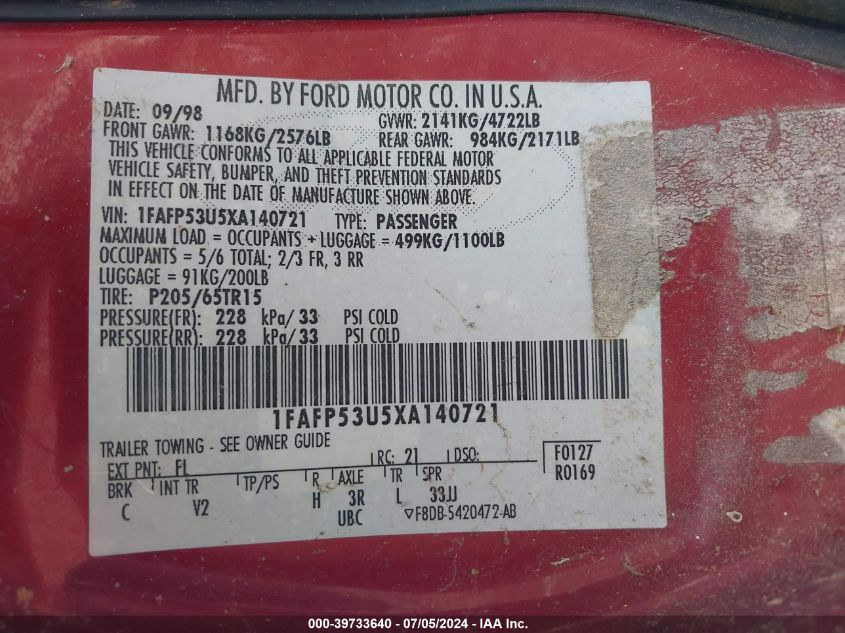 MFD. BY FORD MOTOR CO. IN U.S.A.
DATE: 09/98 GVWR: 2141KG/4722LB
FRONT GAWR: 1168KG/2576LB REAR GAWR: 984KG/2171LB
THIS VEHICLE CONFORMS TO ALL APPLICABLE FEDERAL MOTOR
VEHICLE SAFETY, BUMPER, AND THEFT PREVENTION STANDARDS
IN EFFECT ON THE DATE OF MANUFACTURE SHOWN ABOVE.
VIN: 1FAFP53U5XA140721 TYPE: PASSENGER
MAXIMUM LOAD = OCCUPANTS + LUGGAGE = 499KG/1100LB
OCCUPANTS = 5/6 TOTAL; 2/3 FR, 3 RR
LUGGAGE = 91KG/200LB
TIRE: P205/65TR15
PRESSURE(FR): 228 kPa/33 PSI COLD
PRESSURE(RR): 228 kPa/33 PSI COLD
1FAFP53U5XA140721
TRAILER TOWING - SEE OWNER GUIDE
EXT PNT: FL RC: 21 DSO: F0127
R0169
BRK INT TR TP/PS R AXLE TR SPR
C V2 H 3R L 33JJ
UBC ▽F8DB-5420472-AB
000-39733640 - 07/05/2024 - IAAI.com